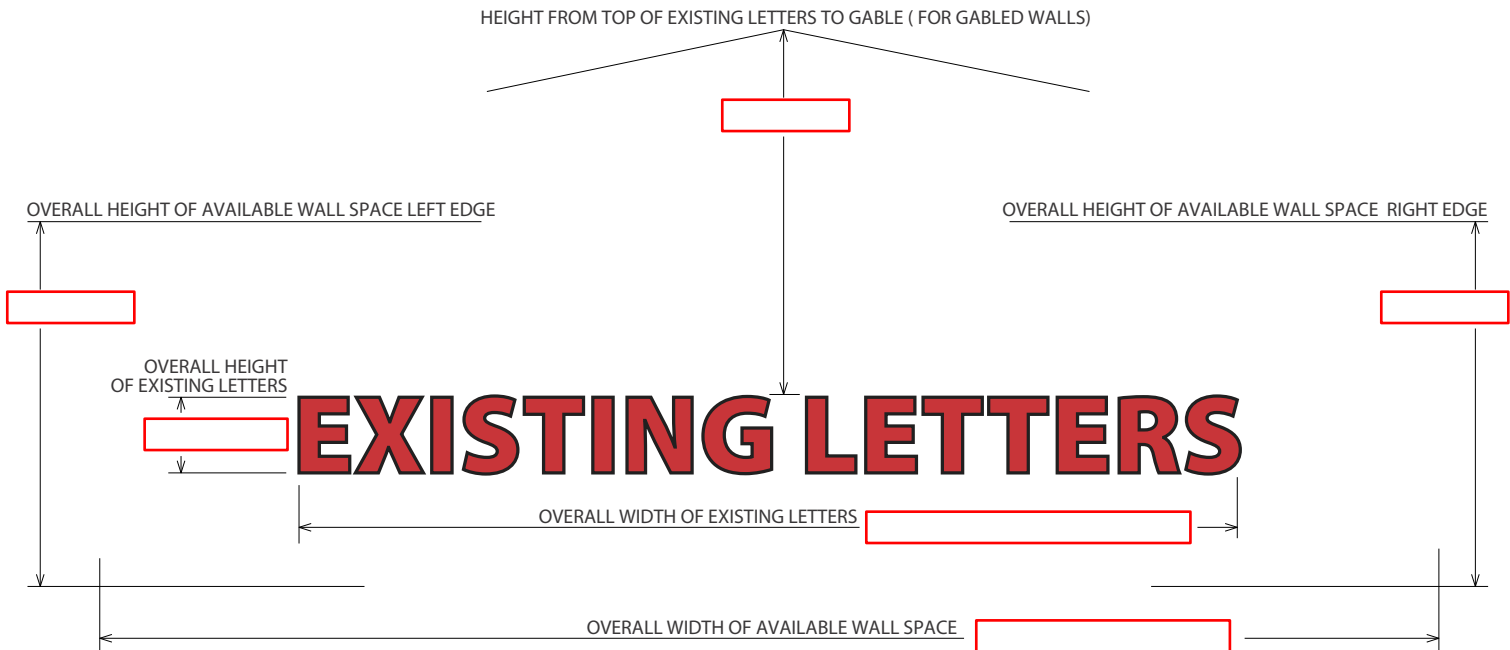 HEIGHT FROM TOP OF EXISTING LETTERS TO GABLE ( FOR GABLED WALLS)
OVERALL HEIGHT OF AVAILABLE WALL SPACE LEFT EDGE
OVERALL HEIGHT OF AVAILABLE WALL SPACE RIGHT EDGE
OVERALL HEIGHT
OF EXISTING LETTERS
EXISTING LETTERS
OVERALL WIDTH OF EXISTING LETTERS
OVERALL WIDTH OF AVAILABLE WALL SPACE